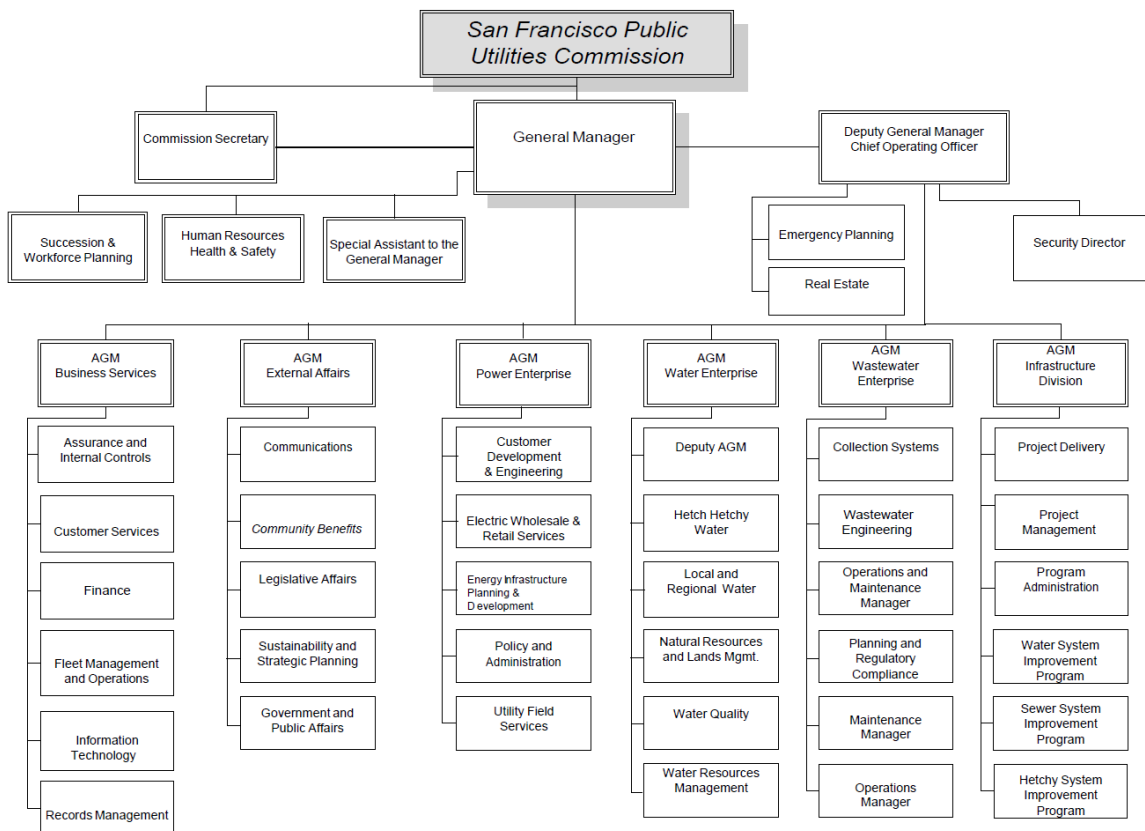 San Francisco Public
Utilities Commission
Commission Secretary
General Manager
Deputy General Manager
Chief Operating Officer
Succession &
Workforce Planning
Human Resources
Health & Safety
Special Assistant to the
General Manager
Emergency Planning
Real Estate
Security Director
AGM
Business Services
AGM
External Affairs
AGM
Power Enterprise
AGM
Water Enterprise
AGM
Wastewater
Enterprise
AGM
Infrastructure
Division
Assurance and
Internal Controls
Customer Services
Finance
Fleet Management
and Operations
Information
Technology
Records Management
Communications
Community Benefits
Legislative Affairs
Sustainability and
Strategic Planning
Government and
Public Affairs
Customer
Development
& Engineering
Electric Wholesale &
Retail Services
Energy Infrastructure
Planning &
Development
Policy and
Administration
Utility Field
Services
Deputy AGM
Hetch Hetchy
Water
Local and
Regional Water
Natural Resources
and Lands Mgmt.
Water Quality
Water Resources
Management
Collection Systems
Wastewater
Engineering
Operations and
Maintenance
Manager
Planning and
Regulatory
Compliance
Maintenance
Manager
Operations
Manager
Project Delivery
Project
Management
Program
Administration
Water System
Improvement
Program
Sewer System
Improvement
Program
Hetchy System
Improvement
Program